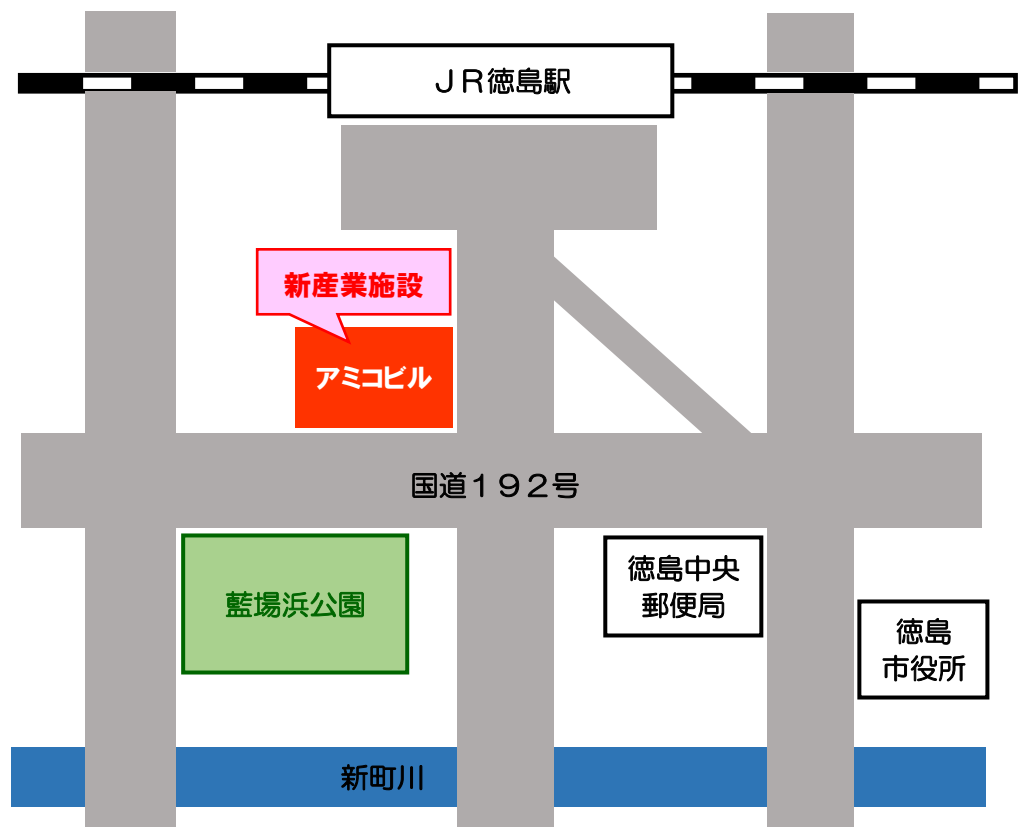 ＪＲ徳島駅
新産業施設
アミコビル
国道１９２号
藍場浜公園
徳島中央
郵便局
徳島
市役所
新町川